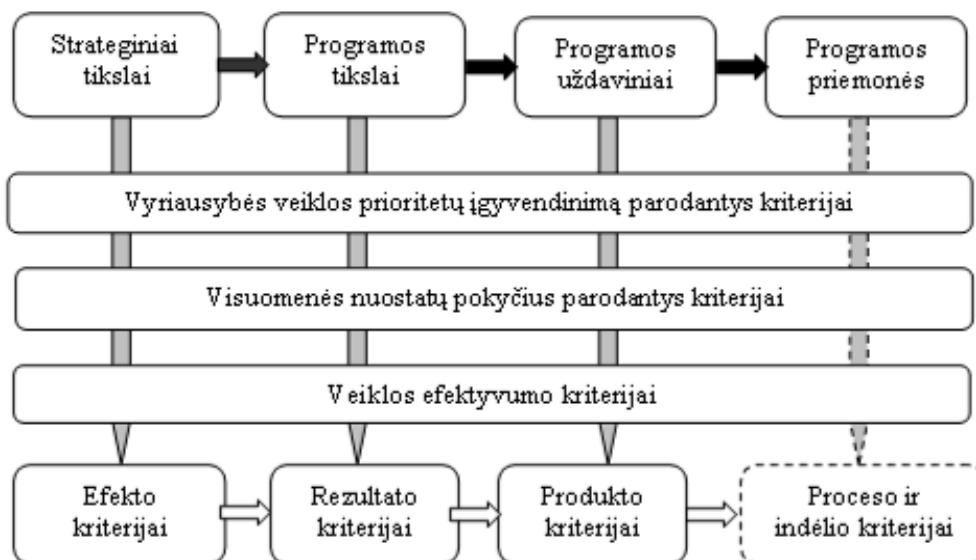 Strateginiai
tikslai
Programos
tikslai
Programos
uždaviniai
Programos
priemonės
Vyriausybės veiklos prioritetų įgyvendinimą parodantys kriterijai
Visuomenės nuostatų pokyčius parodantys kriterijai
Veiklos efektyvumo kriterijai
Efekto
kriterijai
Rezultato
kriterijai
Produkto
kriterijai
Proceso ir
indėlio kriterijai